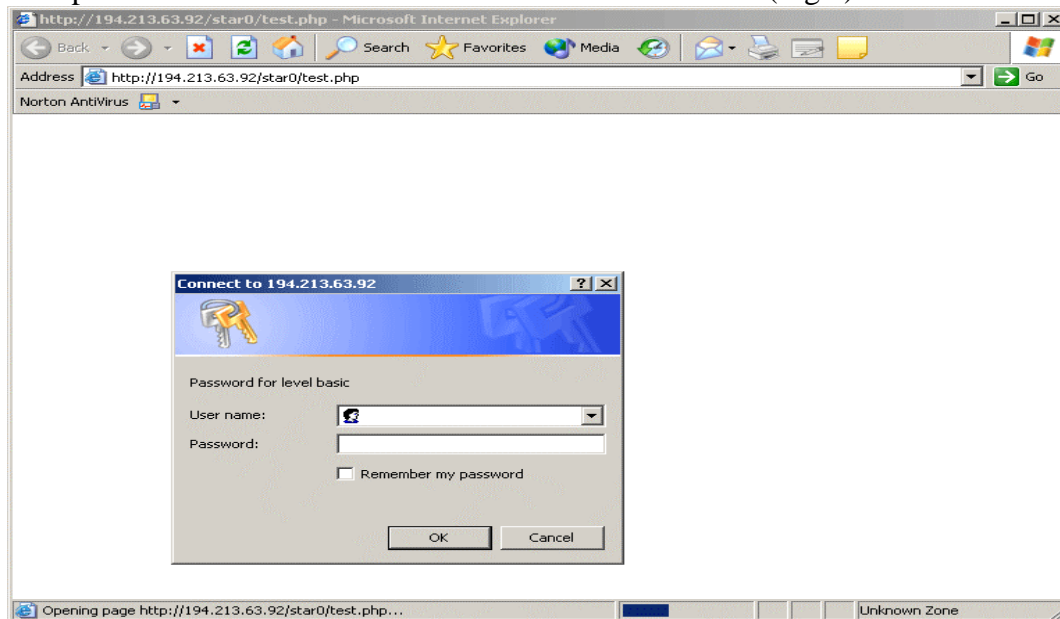 http://194.213.63.92/star0/test.php - Microsoft Internet Explorer
Back Search Favorites Media
Address http://194.213.63.92/star0/test.php Go
Norton AntiVirus
Connect to 194.213.63.92
Password for level basic
User name:
Password:
Remember my password
OK Cancel
Opening page http://194.213.63.92/star0/test.php... Unknown Zone